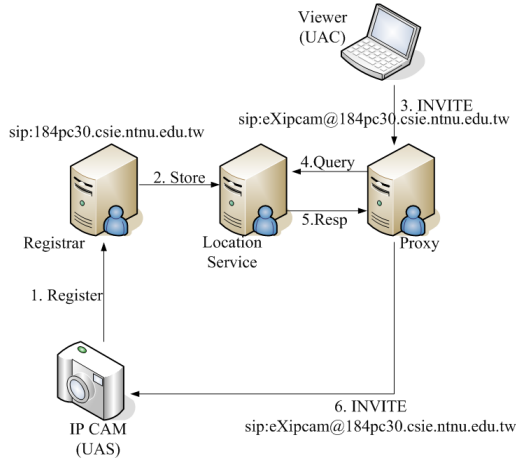 Viewer
(UAC)
3. INVITE
sip:eXipcam@184pc30.csie.ntnu.edu.tw
sip:184pc30.csie.ntnu.edu.tw
2. Store
4.Query
5.Resp
Registrar
Location
Service
Proxy
1. Register
IP CAM
(UAS)
6. INVITE
sip:eXipcam@184pc30.csie.ntnu.edu.tw